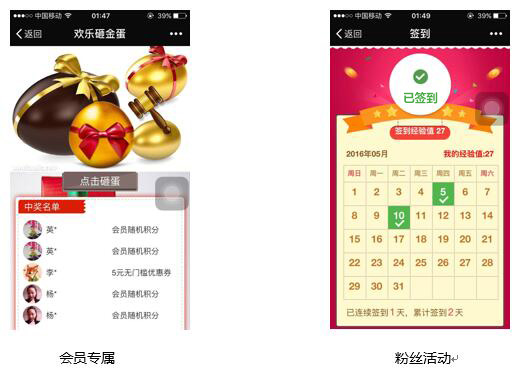 中国移动 01:47 39%
返回 欢乐砸金蛋
点击砸蛋
中奖名单
英* 会员随机积分
英* 会员随机积分
李* 5元无门槛优惠券
杨* 会员随机积分
杨* 会员随机积分
会员专属
中国移动 01:49 39%
返回 签到
已签到
签到经验值 27
2016年05月 我的经验值:27
周日 周一 周二 周三 周四 周五 周六
1 2 3 4 5 6 7
8 9 10 11 12 13 14
15 16 17 18 19 20 21
22 23 24 25 26 27 28
29 30 31
已连续签到1天，累计签到2天
粉丝活动